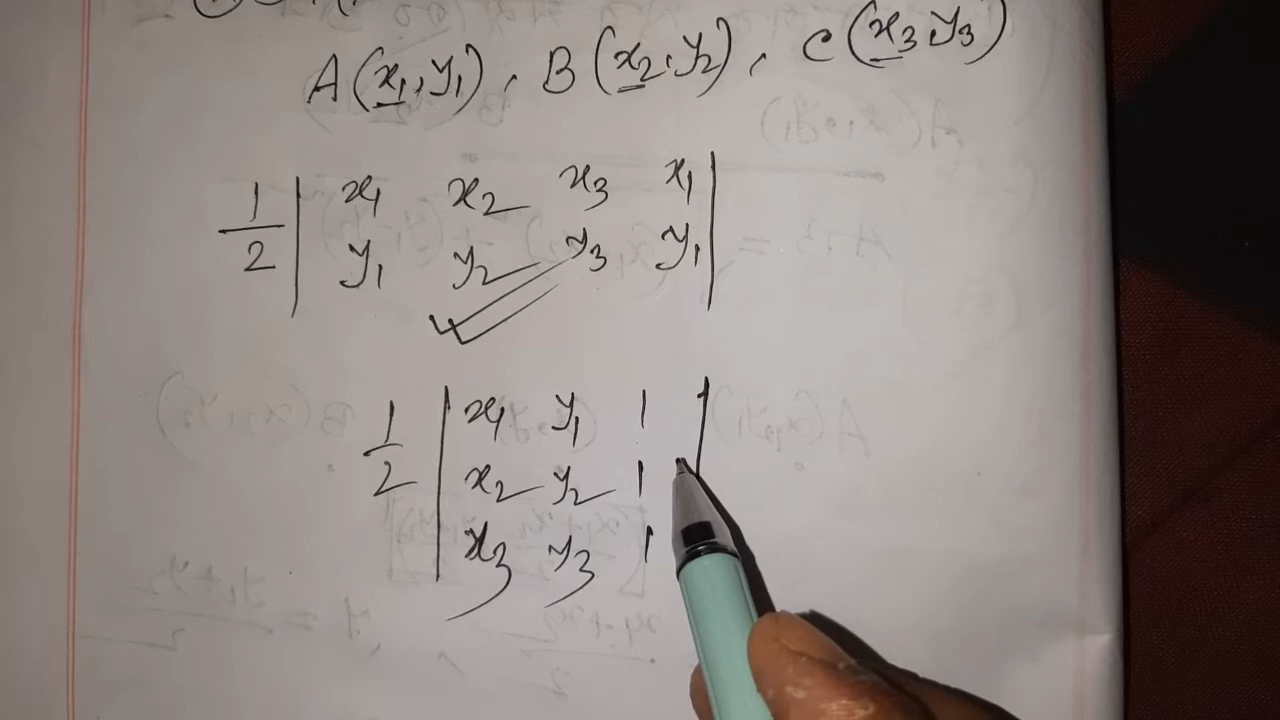 A(x₁, y₁), B(x₂, y₂), C(x₃, y₃)
1/2 | x₁ x₂ x₃ x₁ |
| y₁ y₂ y₃ y₁ |
1/2 | x₁ y₁ 1 |
| x₂ y₂ 1 |
| x₃ y₃ 1 |